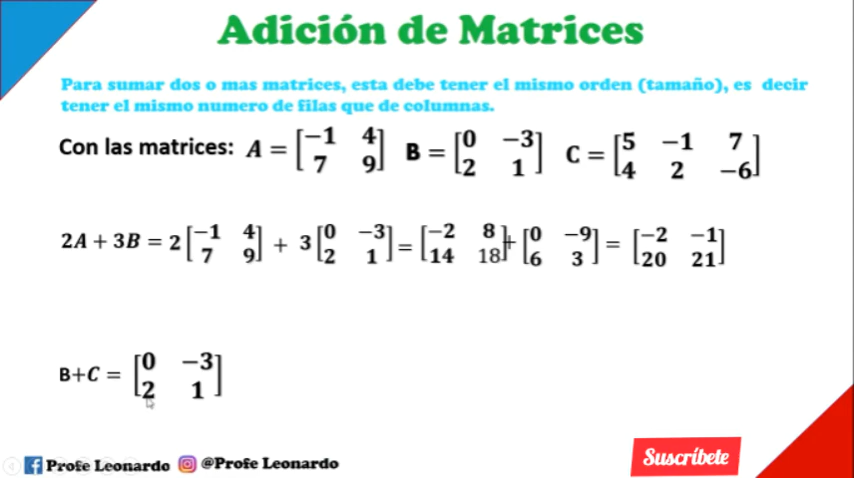 Adición de Matrices
Para sumar dos o mas matrices, esta debe tener el mismo orden (tamaño), es decir
tener el mismo numero de filas que de columnas.
Con las matrices: A = [−1 4; 7 9] B = [0 −3; 2 1] C = [5 −1 7; 4 2 −6]
2A + 3B = 2[−1 4; 7 9] + 3[0 −3; 2 1] = [−2 8; 14 18] + [0 −9; 6 3] = [−2 −1; 20 21]
B+C = [0 −3; 2 1]
Profe Leonardo @Profe Leonardo
Suscríbete